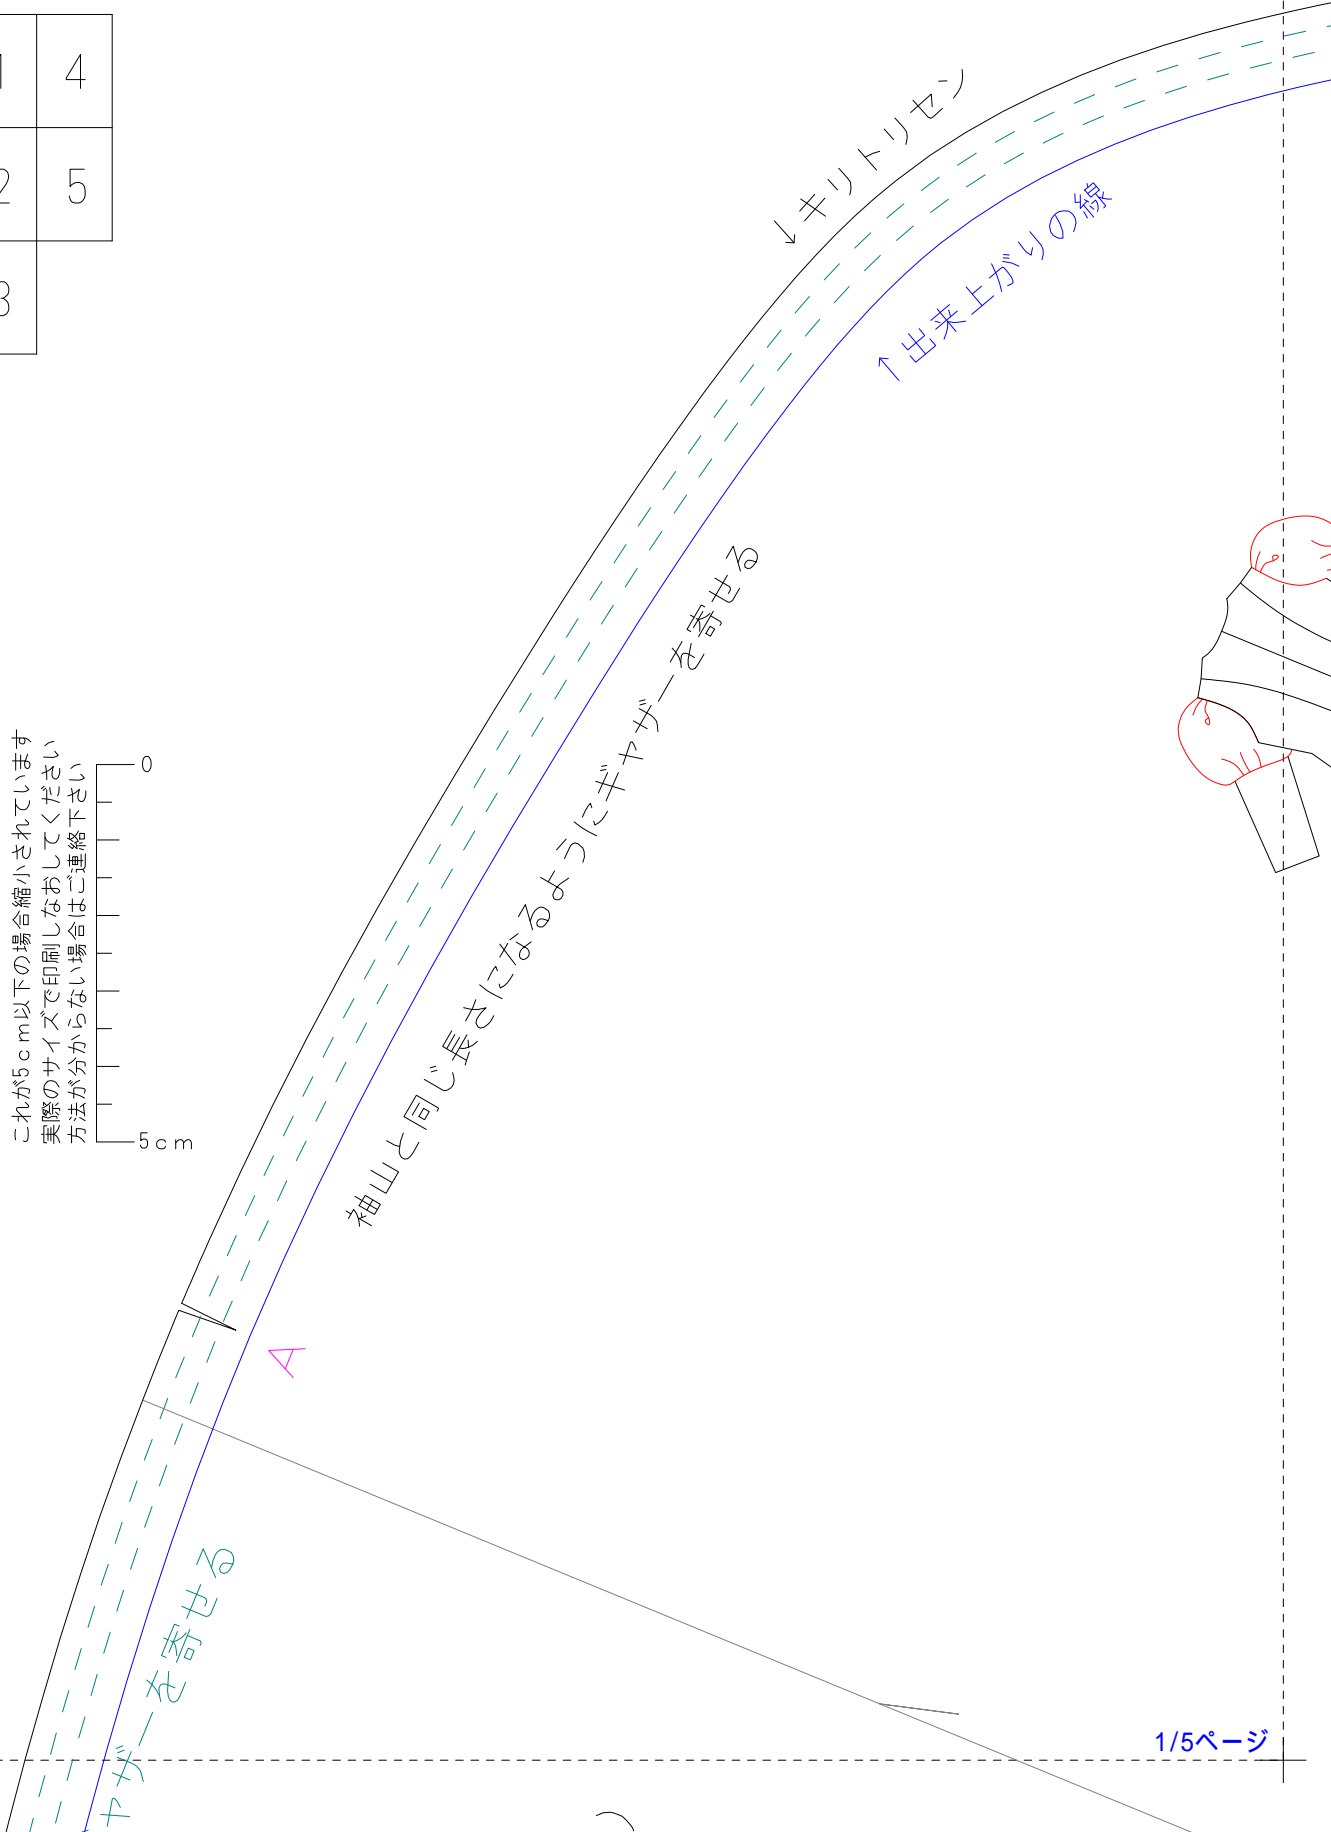 1 4
2 5
3
↓キリトリセン
↑出来上がりの線
袖山と同じ長さになるようにギャザーを寄せる
これが5cm以下の場合縮小されています
実際のサイズで印刷しなおしてください
方法が分からない場合はご連絡下さい
0
5cm
A
ャザーを寄せる
1/5ページ